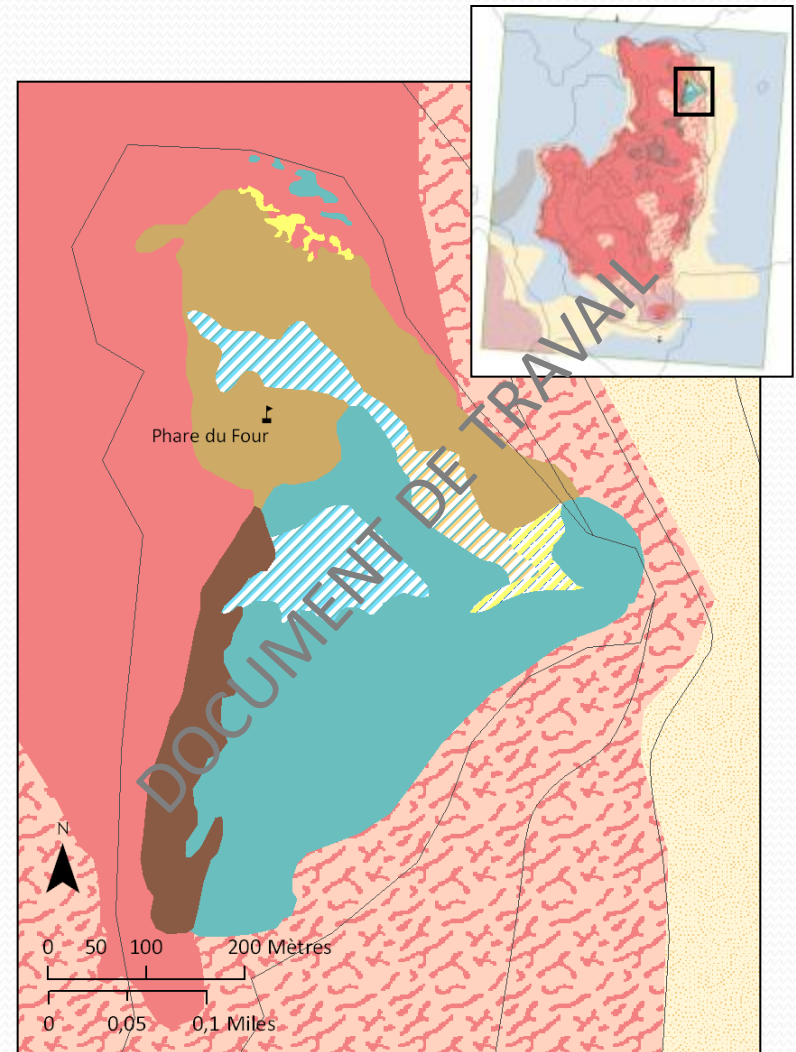 Phare du Four
DOCUMENT DE TRAVAIL
N
0 50 100 200 Mètres
0 0,05 0,1 Miles